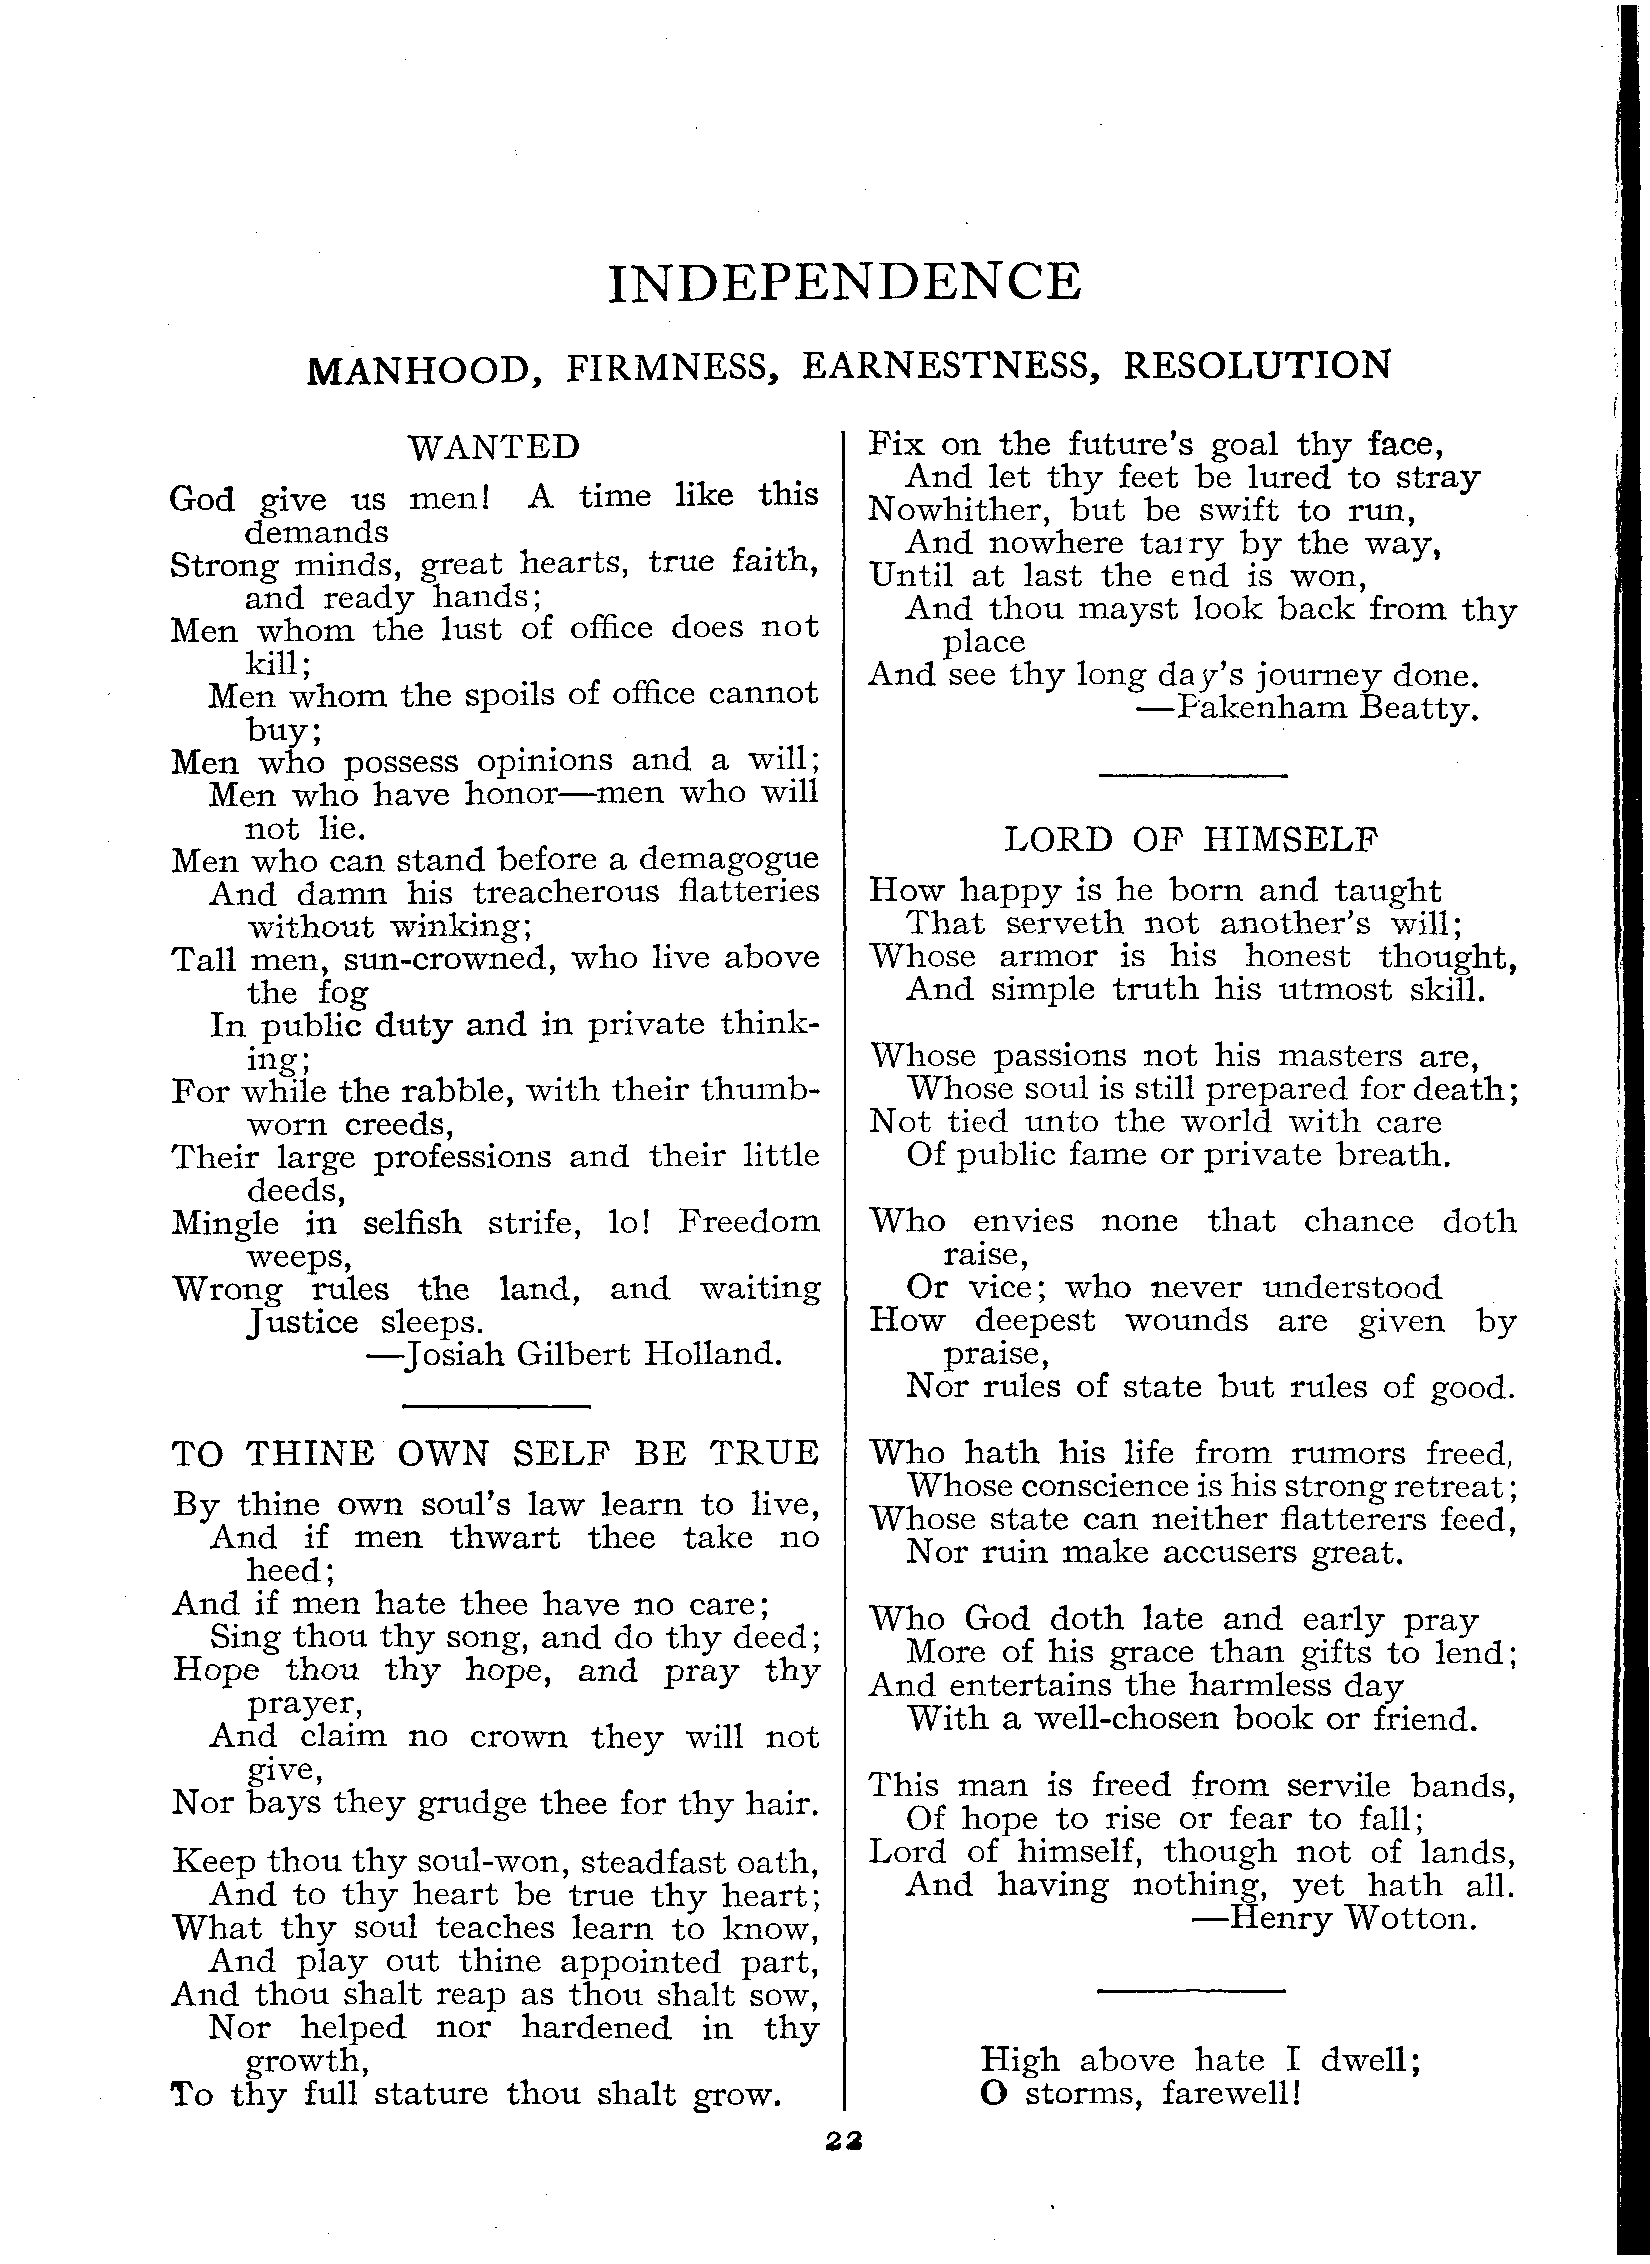 INDEPENDENCE
MANHOOD, FIRMNESS, EARNESTNESS, RESOLUTION
WANTED
God give us men! A time like this
demands
Strong minds, great hearts, true faith,
and ready hands;
Men whom the lust of office does not
kill;
Men whom the spoils of office cannot
buy;
Men who possess opinions and a will;
Men who have honor—men who will
not lie.
Men who can stand before a demagogue
And damn his treacherous flatteries
without winking;
Tall men, sun-crowned, who live above
the fog
In public duty and in private think-
ing;
For while the rabble, with their thumb-
worn creeds,
Their large professions and their little
deeds,
Mingle in selfish strife, lo! Freedom
weeps,
Wrong rules the land, and waiting
Justice sleeps.
—Josiah Gilbert Holland.
TO THINE OWN SELF BE TRUE
By thine own soul's law learn to live,
And if men thwart thee take no
heed;
And if men hate thee have no care;
Sing thou thy song, and do thy deed;
Hope thou thy hope, and pray thy
prayer,
And claim no crown they will not
give,
Nor bays they grudge thee for thy hair.
Keep thou thy soul-won, steadfast oath,
And to thy heart be true thy heart;
What thy soul teaches learn to know,
And play out thine appointed part,
And thou shalt reap as thou shalt sow,
Nor helped nor hardened in thy
growth,
To thy full stature thou shalt grow.
Fix on the future's goal thy face,
And let thy feet be lured to stray
Nowhither, but be swift to run,
And nowhere tarry by the way,
Until at last the end is won,
And thou mayst look back from thy
place
And see thy long day's journey done.
—Pakenham Beatty.
LORD OF HIMSELF
How happy is he born and taught
That serveth not another's will;
Whose armor is his honest thought,
And simple truth his utmost skill.
Whose passions not his masters are,
Whose soul is still prepared for death;
Not tied unto the world with care
Of public fame or private breath.
Who envies none that chance doth
raise,
Or vice; who never understood
How deepest wounds are given by
praise,
Nor rules of state but rules of good.
Who hath his life from rumors freed,
Whose conscience is his strong retreat;
Whose state can neither flatterers feed,
Nor ruin make accusers great.
Who God doth late and early pray
More of his grace than gifts to lend;
And entertains the harmless day
With a well-chosen book or friend.
This man is freed from servile bands,
Of hope to rise or fear to fall;
Lord of himself, though not of lands,
And having nothing, yet hath all.
—Henry Wotton.
High above hate I dwell;
O storms, farewell!
22